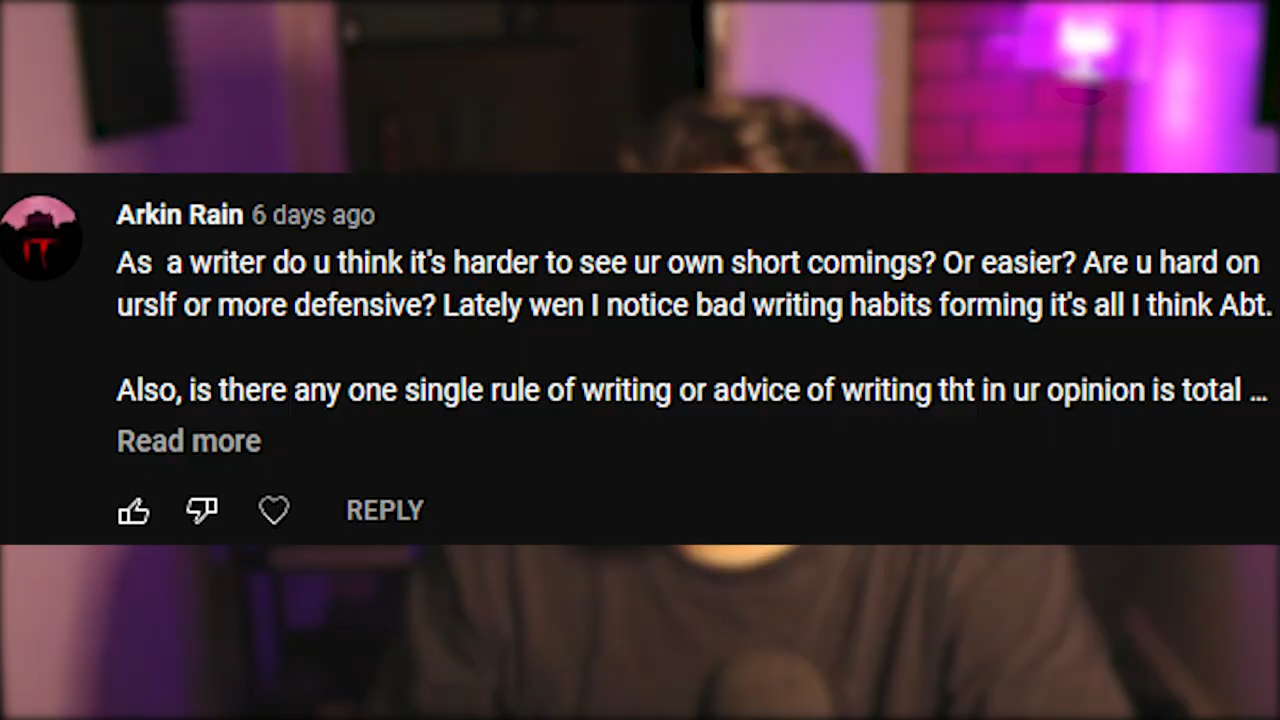 Arkin Rain 6 days ago
As  a writer do u think it's harder to see ur own short comings? Or easier? Are u hard on
urslf or more defensive? Lately wen I notice bad writing habits forming it's all I think Abt.
Also, is there any one single rule of writing or advice of writing tht in ur opinion is total ...
Read more
REPLY
IT